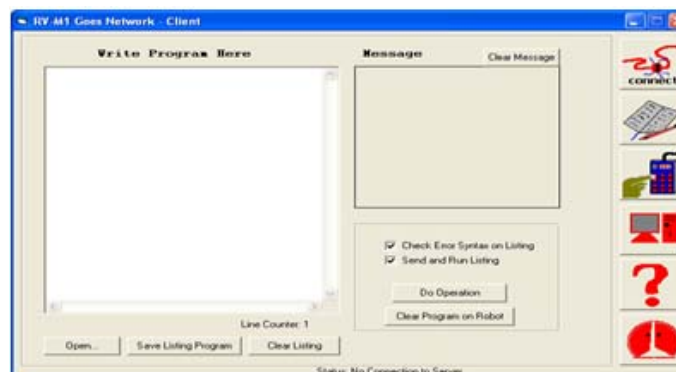 RV-M1 Goes Network - Client
Write Program Here
Message
Clear Message
connect
Check Error Syntax on Listing
Send and Run Listing
Do Operation
Clear Program on Robot
Line Counter: 1
Open...
Save Listing Program
Clear Listing
Status: No Connection to Server